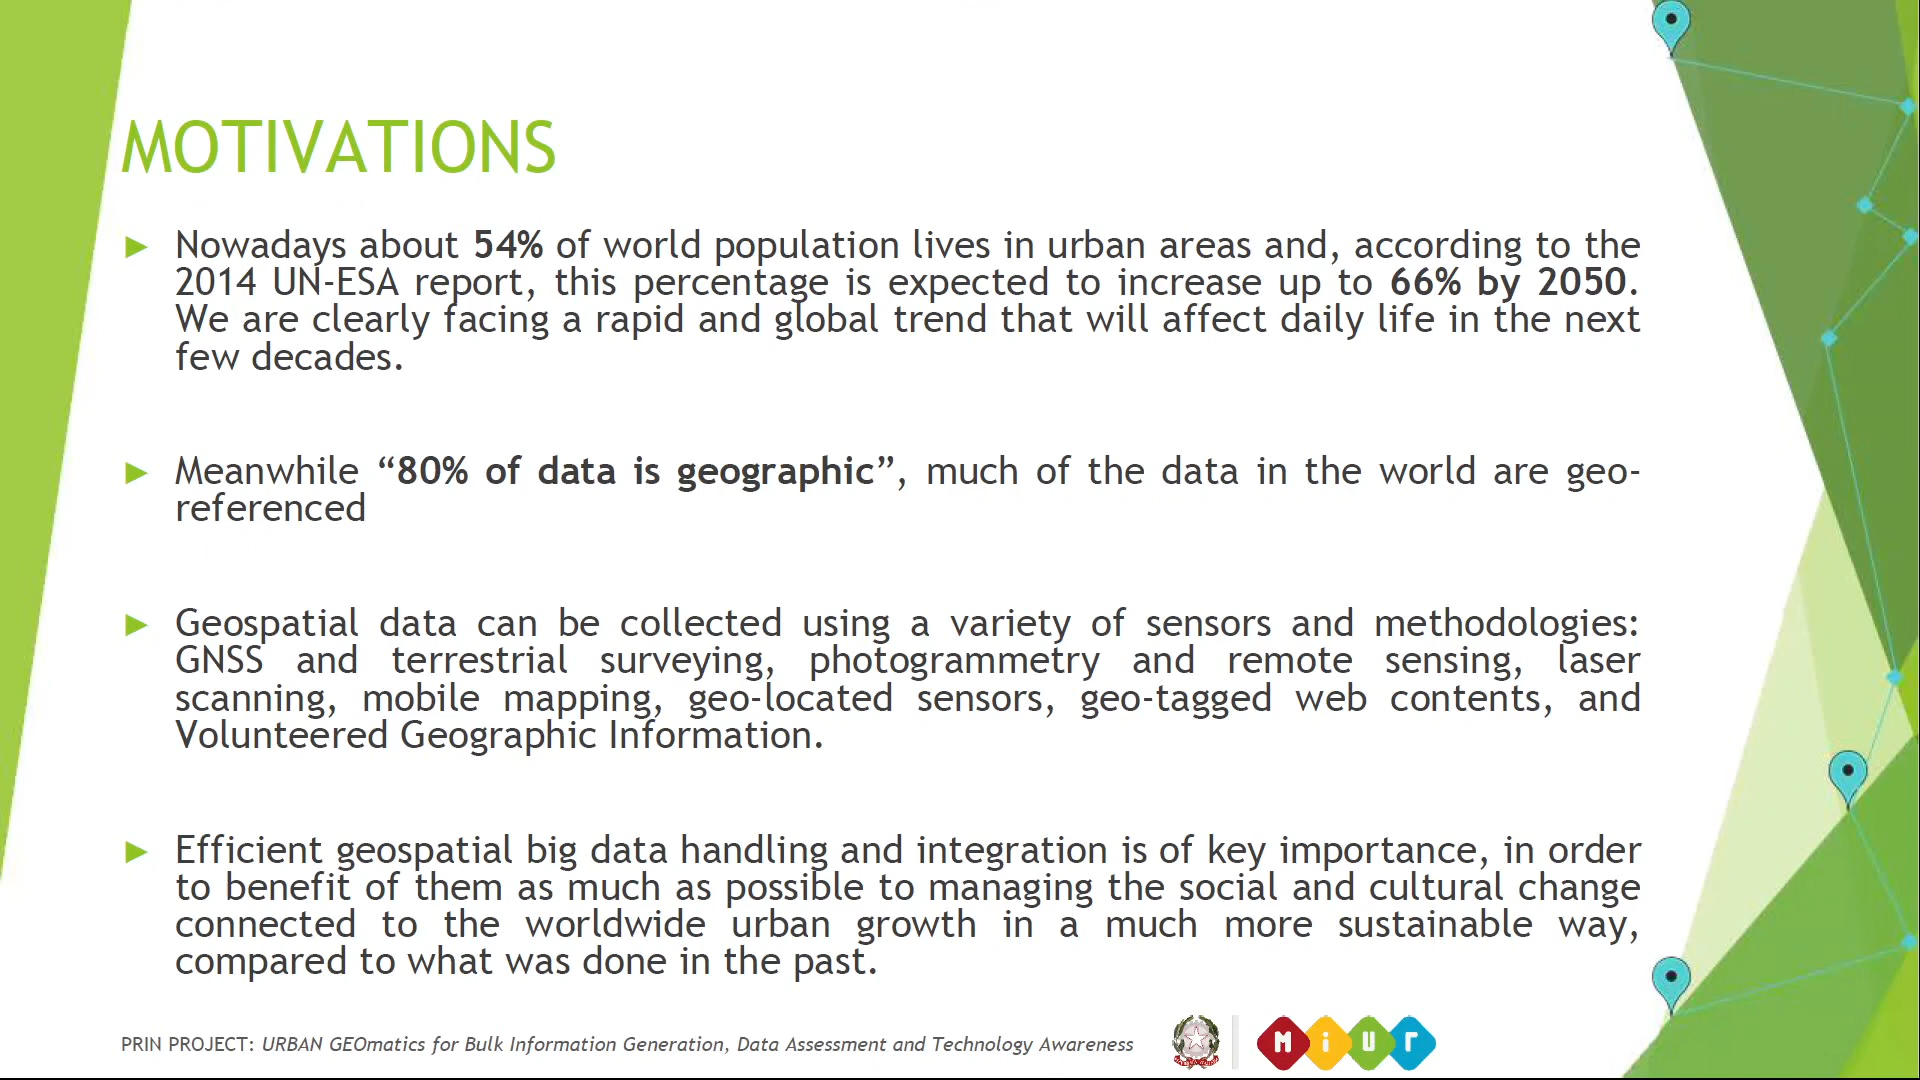 MOTIVATIONS
Nowadays about 54% of world population lives in urban areas and, according to the
2014 UN-ESA report, this percentage is expected to increase up to 66% by 2050.
We are clearly facing a rapid and global trend that will affect daily life in the next
few decades.
Meanwhile “80% of data is geographic”, much of the data in the world are geo-
referenced
Geospatial data can be collected using a variety of sensors and methodologies:
GNSS and terrestrial surveying, photogrammetry and remote sensing, laser
scanning, mobile mapping, geo-located sensors, geo-tagged web contents, and
Volunteered Geographic Information.
Efficient geospatial big data handling and integration is of key importance, in order
to benefit of them as much as possible to managing the social and cultural change
connected to the worldwide urban growth in a much more sustainable way,
compared to what was done in the past.
PRIN PROJECT: URBAN GEOmatics for Bulk Information Generation, Data Assessment and Technology Awareness
M i U r